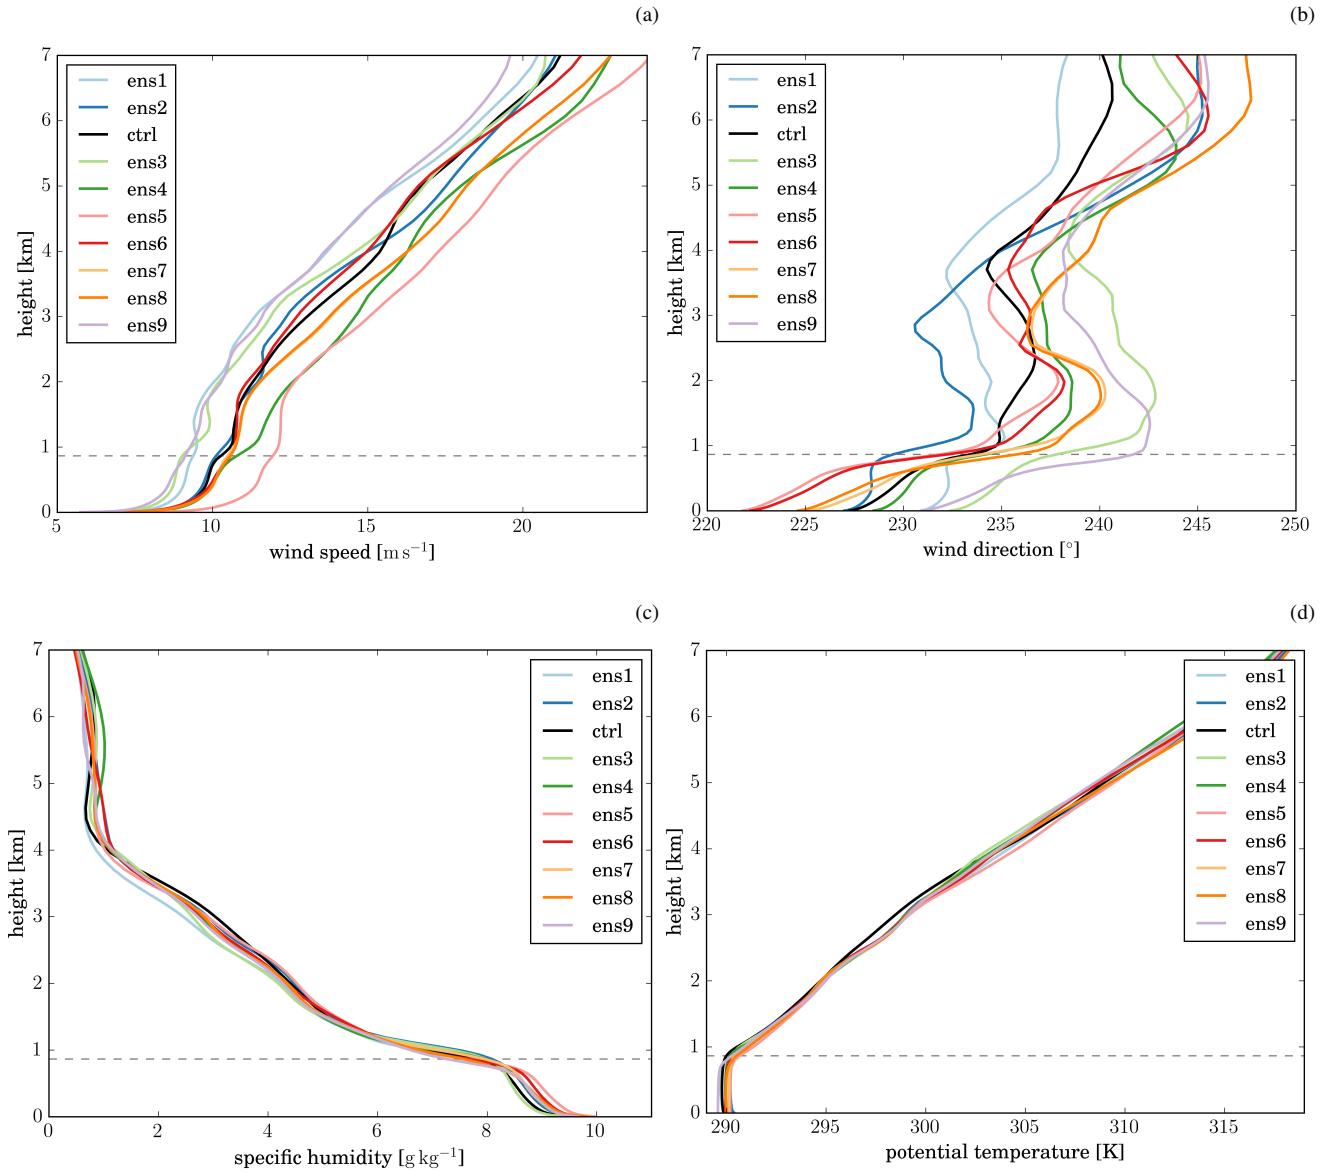 (a)
7
6
5
4
3
2
1
0
height [km]
ens1
ens2
ctrl
ens3
ens4
ens5
ens6
ens7
ens8
ens9
5 10 15 20
wind speed [m s⁻¹]
(b)
7
6
5
4
3
2
1
0
height [km]
ens1
ens2
ctrl
ens3
ens4
ens5
ens6
ens7
ens8
ens9
220 225 230 235 240 245 250
wind direction [°]
(c)
7
6
5
4
3
2
1
0
height [km]
ens1
ens2
ctrl
ens3
ens4
ens5
ens6
ens7
ens8
ens9
0 2 4 6 8 10
specific humidity [g kg⁻¹]
(d)
7
6
5
4
3
2
1
0
height [km]
ens1
ens2
ctrl
ens3
ens4
ens5
ens6
ens7
ens8
ens9
290 295 300 305 310 315
potential temperature [K]